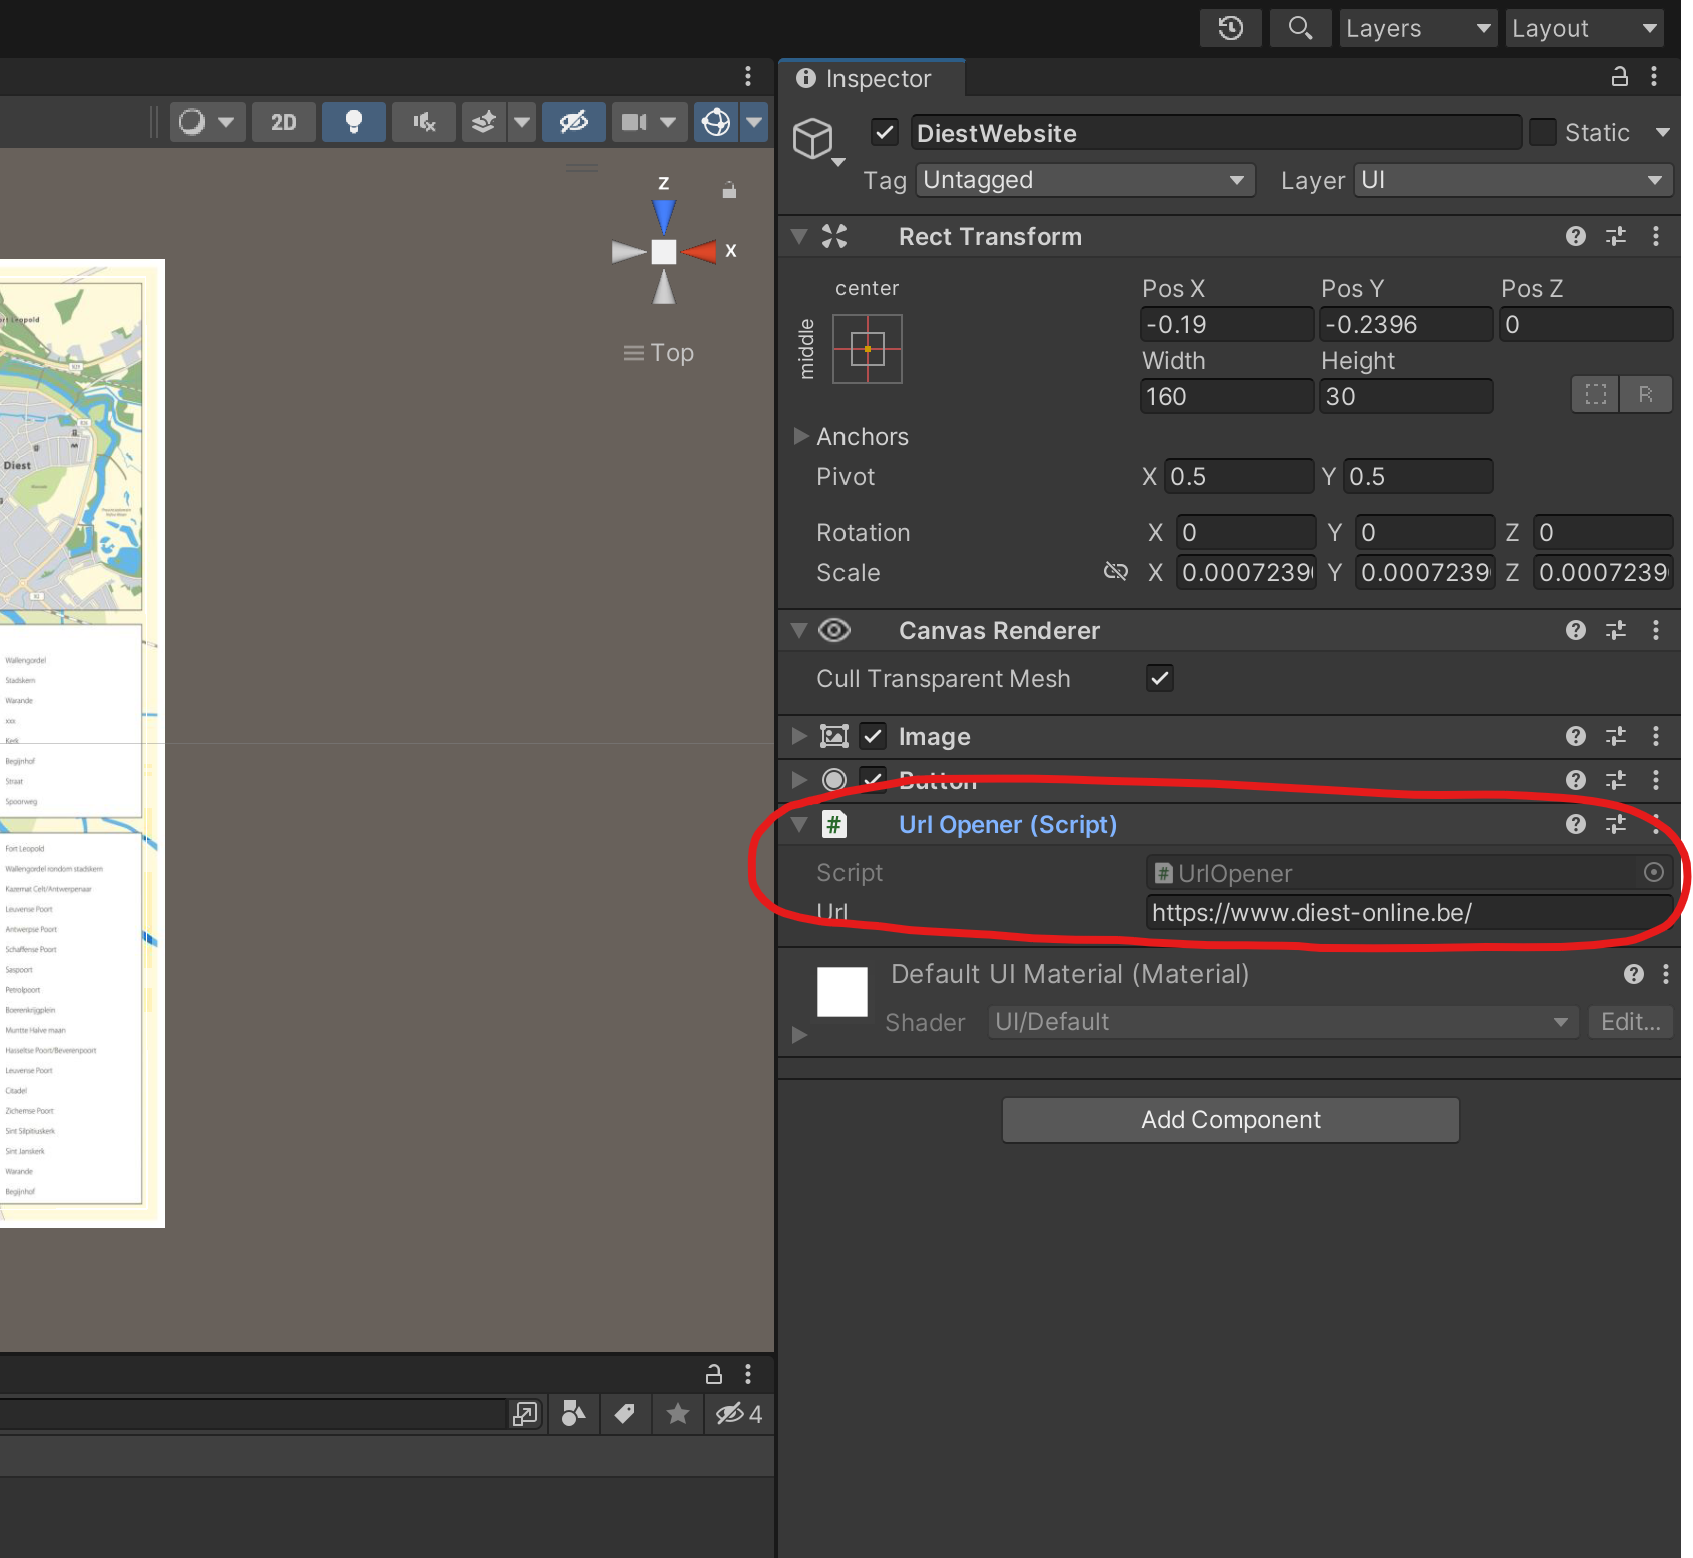 Layers
Layout
Inspector
2D
DiestWebsite
Static
Tag
Untagged
Layer
UI
Rect Transform
center
middle
Pos X
Pos Y
Pos Z
-0.19
-0.2396
0
Width
Height
160
30
R
Anchors
Pivot
X 0.5
Y 0.5
Rotation
X 0
Y 0
Z 0
Scale
X 0.0007239
Y 0.0007239
Z 0.0007239
Canvas Renderer
Cull Transparent Mesh
Image
Button
Url Opener (Script)
Script
UrlOpener
Url
https://www.diest-online.be/
Default UI Material (Material)
Shader
UI/Default
Edit...
Add Component
Z
X
Top
Leopold
Diest
Wallengordel
Stadskern
Warande
xxx
Kerk
Begijnhof
Straat
Spoorweg
Fort Leopold
Wallengordel rondom stadskern
Kazemat Celt/Antwerpenaar
Leuvense Poort
Antwerpse Poort
Schaffense Poort
Saspoort
Petrolpoort
Boerenkrijgplein
Muntte Halve maan
Hasseltse Poort/Beverenpoort
Leuvense Poort
Citadel
Zichemse Poort
Sint Silpitiuskerk
Sint Janskerk
Warande
Begijnhof
4